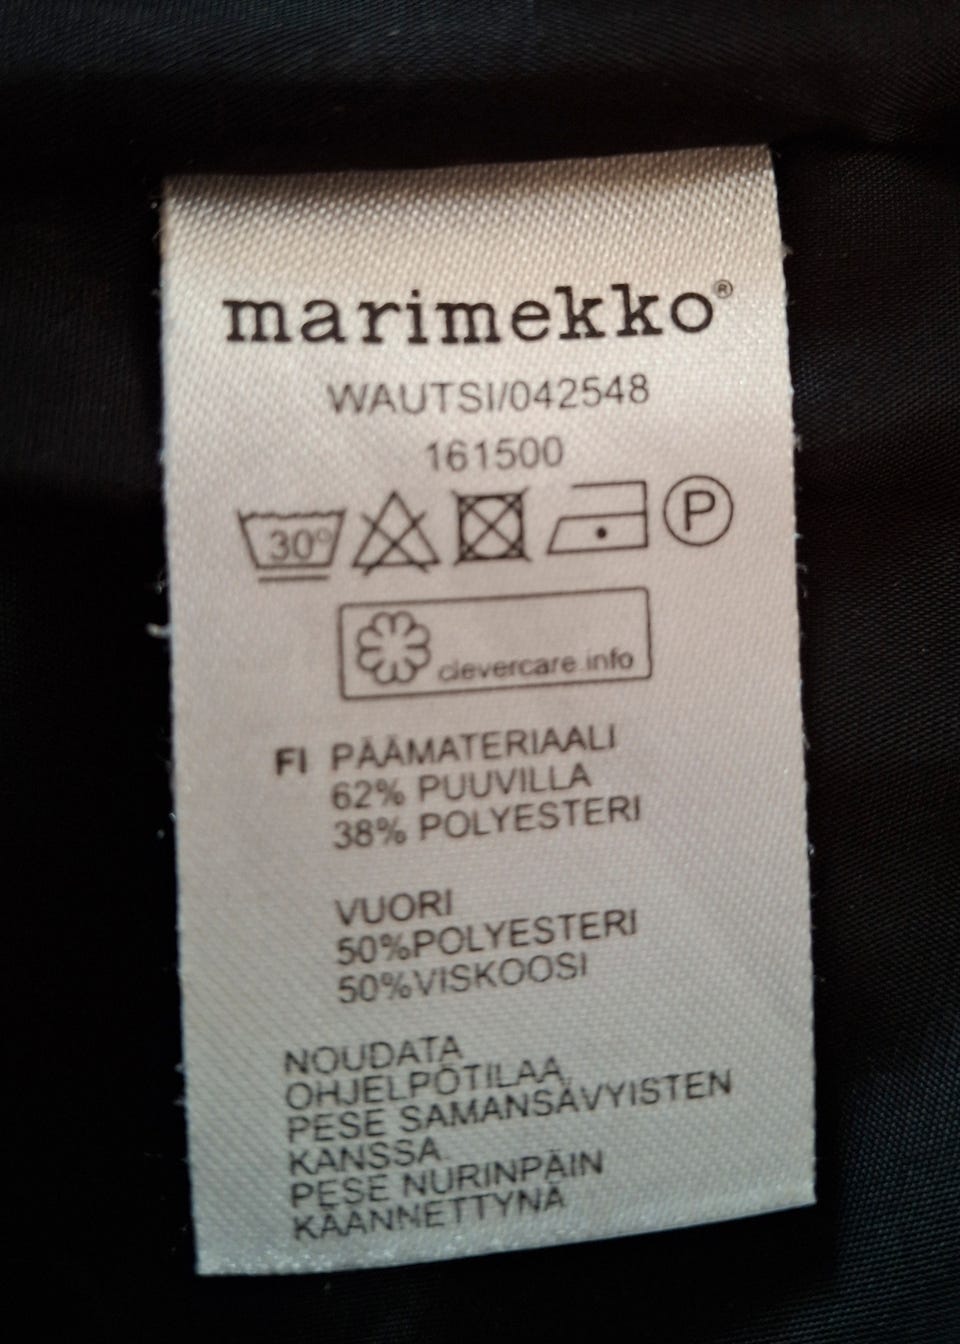 marimekko®
WAUTSI/042548
161500
30° P
clevercare.info
FI PÄÄMATERIAALI
62% PUUVILLA
38% POLYESTERI
VUORI
50%POLYESTERI
50%VISKOOSI
NOUDATA
OHJELPÖTILAA
PESE SAMANSÄVYISTEN
KANSSA
PESE NURINPÄIN
KÄÄNNETTYNÄ